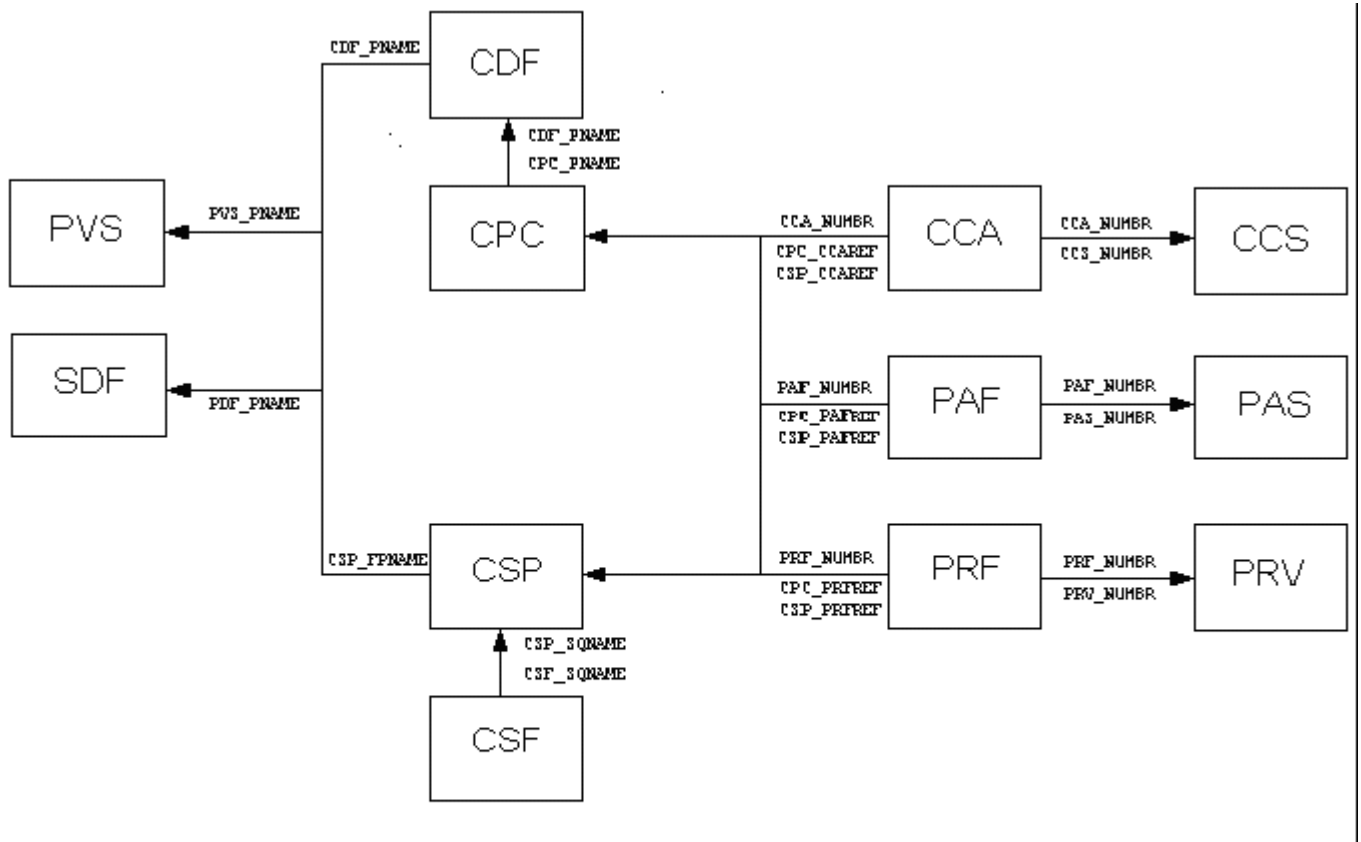 CDF_PNAME
CDF
CDF_PNAME
CPC_PNAME
PVS
PVS_PNAME
CPC
CCA_NUMBR
CPC_CCAREF
CSP_CCAREF
CCA
CCA_NUMBR
CCS_NUMBR
CCS
SDF
PDF_PNAME
PAF_NUMBR
CPC_PAFREF
CSP_PAFREF
PAF
PAF_NUMBR
PAS_NUMBR
PAS
CSP_FPNAME
CSP
PRF_NUMBR
CPC_PRFREF
CSP_PRFREF
PRF
PRF_NUMBR
PRV_NUMBR
PRV
CSP_SQNAME
CSF_SQNAME
CSF